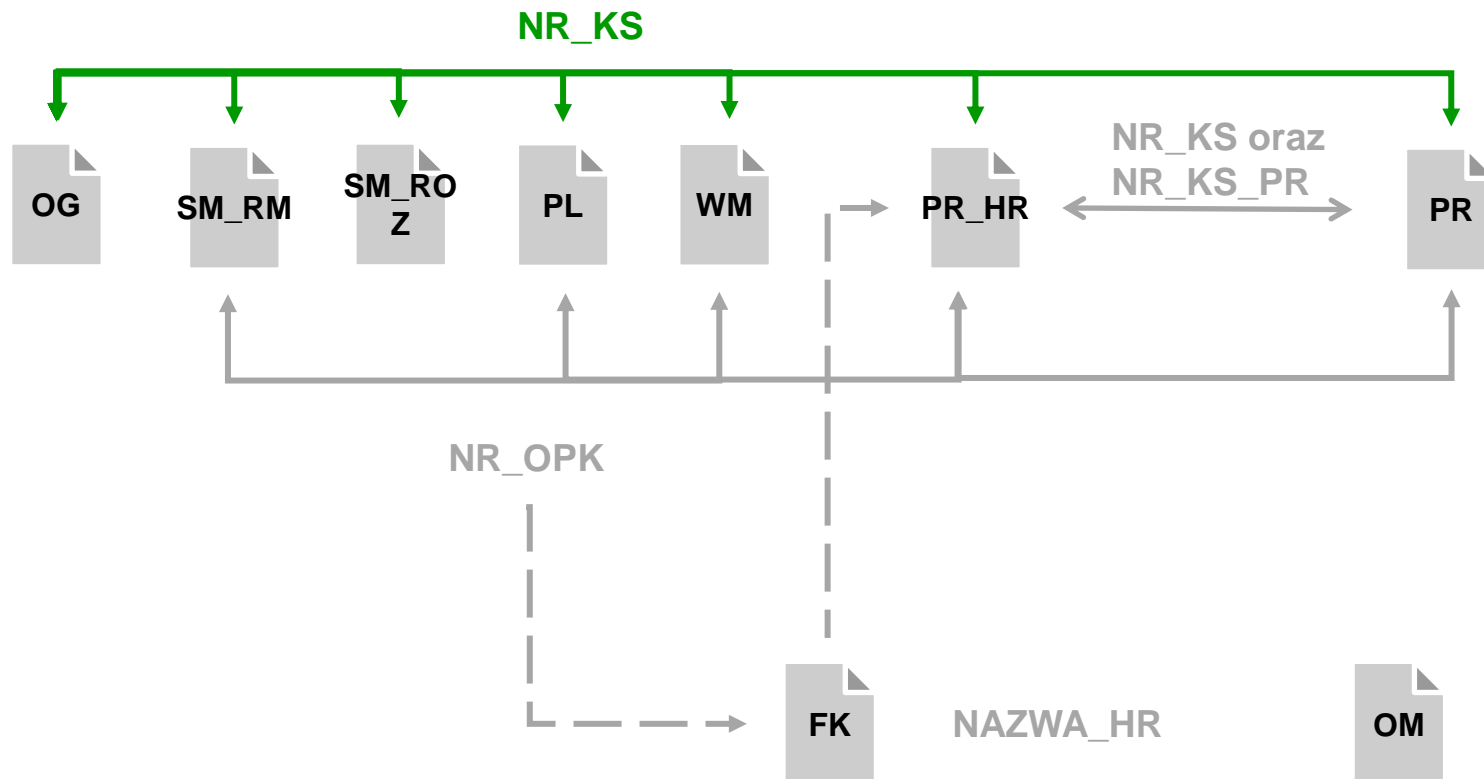 NR_KS
NR_KS oraz
NR_KS_PR
OG
SM_RM
SM_RO
Z
PL
WM
PR_HR
PR
NR_OPK
FK
NAZWA_HR
OM